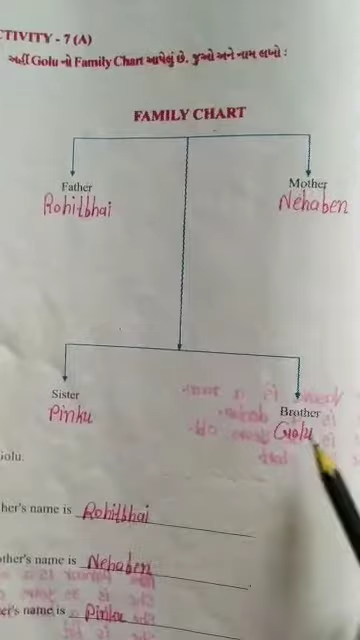 CTIVITY - 7 (A)
અહીં Golu નો Family Chart આપેલું છે. જુઓ અને નામ લખો :
FAMILY CHART
Father
Mother
Rohitbhai
Nehaben
Sister
Brother
Pinku
Golu
Golu.
her's name is Rohitbhai
other's name is Nehaben.
er's name is Pinku